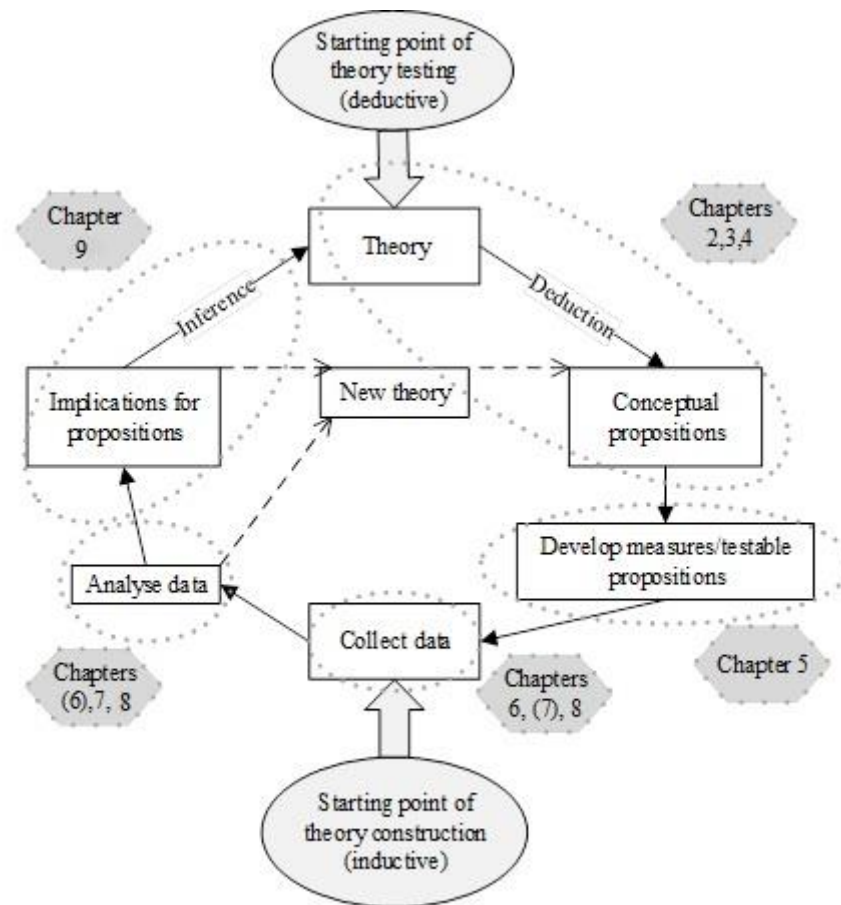 Starting point of
theory testing
(deductive)
Chapter
9
Chapters
2,3,4
Theory
Inference
Deduction
Implications for
propositions
New theory
Conceptual
propositions
Develop measures/testable
propositions
Analyse data
Collect data
Chapters
(6),7, 8
Chapters
6, (7), 8
Chapter 5
Starting point of
theory construction
(inductive)